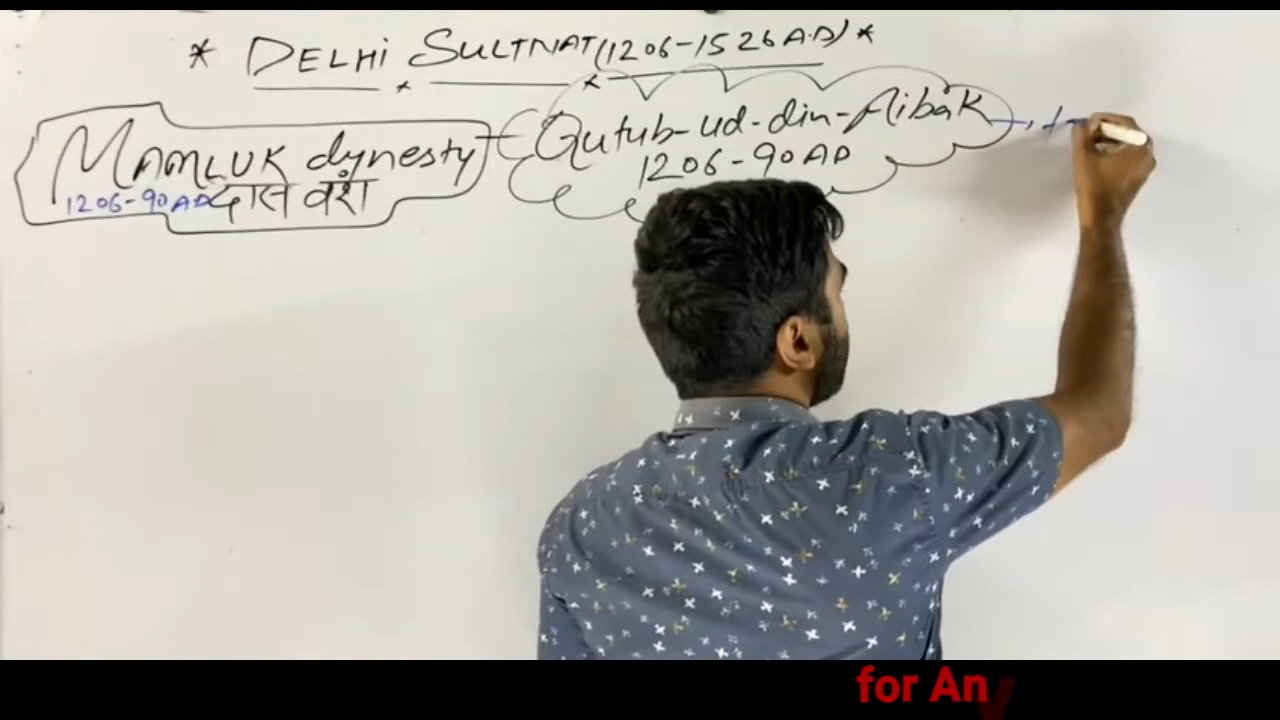 * DELHI SULTNAT (1206-1526 A.D) *
MAMLUK dynesty
1206-90 AD दास वंश
Qutub-ud-din-Aibak
1206-90 AD
for An